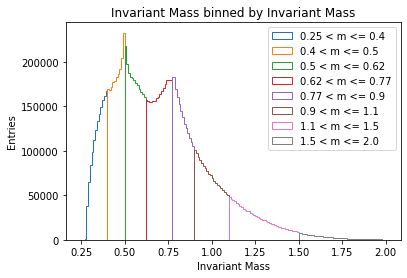 Invariant Mass binned by Invariant Mass
Entries
200000
150000
100000
50000
0
0.25 < m <= 0.4
0.4 < m <= 0.5
0.5 < m <= 0.62
0.62 < m <= 0.77
0.77 < m <= 0.9
0.9 < m <= 1.1
1.1 < m <= 1.5
1.5 < m <= 2.0
0.25 0.50 0.75 1.00 1.25 1.50 1.75 2.00
Invariant Mass